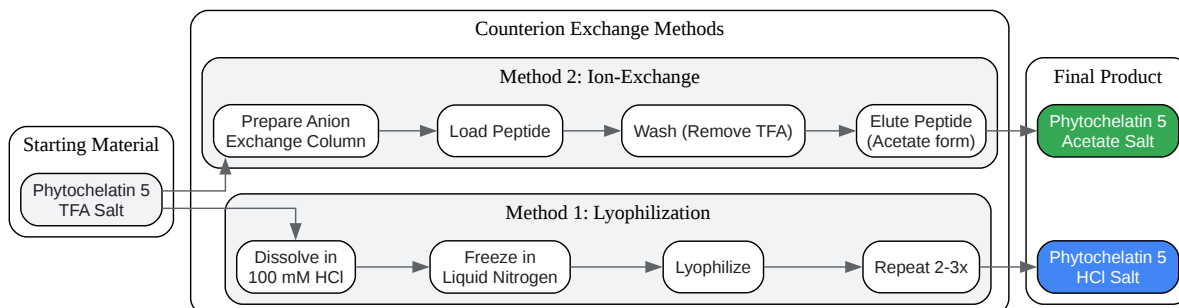 Counterion Exchange Methods
Method 2: Ion-Exchange
Prepare Anion
Exchange Column
Load Peptide
Wash (Remove TFA)
Elute Peptide
(Acetate form)
Final Product
Phytochelatin 5
Acetate Salt
Starting Material
Phytochelatin 5
TFA Salt
Method 1: Lyophilization
Dissolve in
100 mM HCl
Freeze in
Liquid Nitrogen
Lyophilize
Repeat 2-3x
Phytochelatin 5
HCl Salt